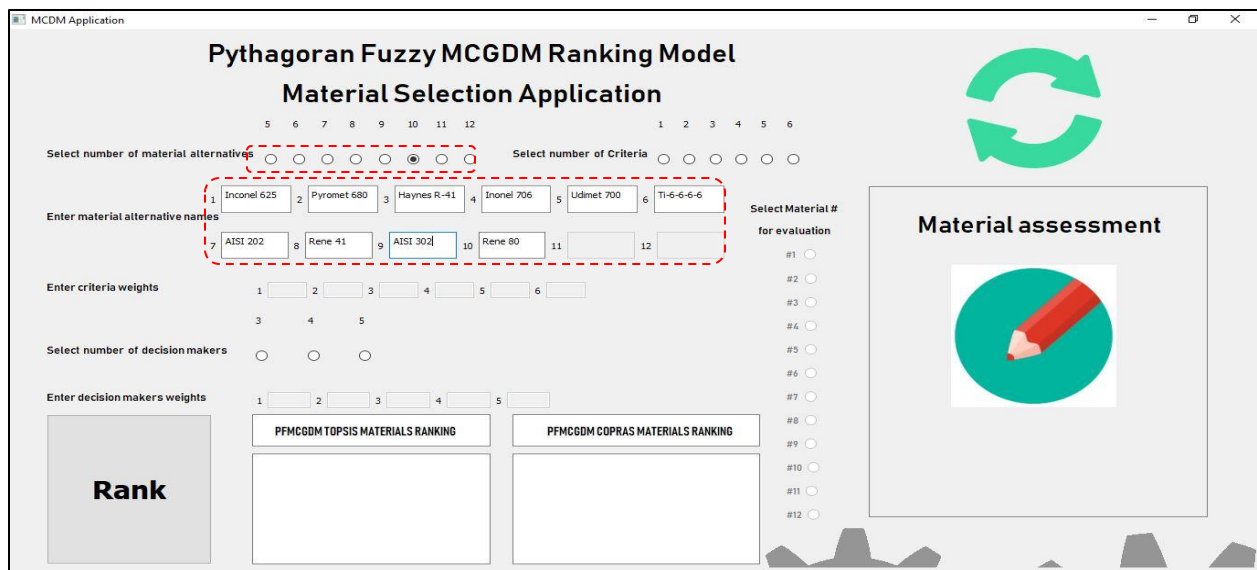 MCDM Application
Pythagoran Fuzzy MCGDM Ranking Model
Material Selection Application
5 6 7 8 9 10 11 12
1 2 3 4 5 6
Select number of material alternatives
Select number of Criteria
1 Inconel 625 2 Pyromet 680 3 Haynes R-41 4 Inonel 706 5 Udimet 700 6 Ti-6-6-6-6
Enter material alternative names
7 AISI 202 8 Rene 41 9 AISI 302 10 Rene 80 11 12
Enter criteria weights 1 2 3 4 5 6
3 4 5
Select number of decision makers
Enter decision makers weights 1 2 3 4 5
Rank
PFMCGDM TOPSIS MATERIALS RANKING
PFMCGDM COPRAS MATERIALS RANKING
Select Material #
for evaluation
#1
#2
#3
#4
#5
#6
#7
#8
#9
#10
#11
#12
Material assessment